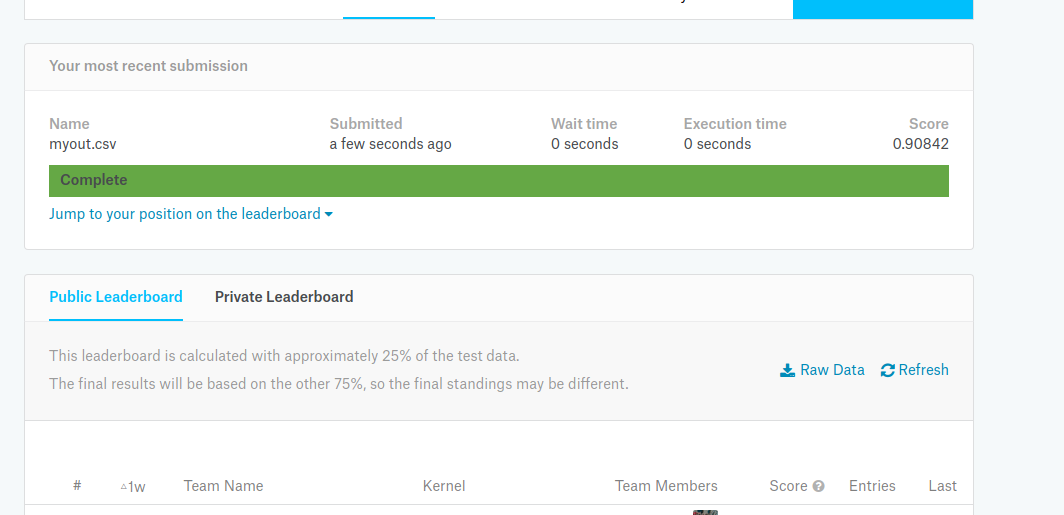 Your most recent submission
Name Submitted Wait time Execution time Score
myout.csv a few seconds ago 0 seconds 0 seconds 0.90842
Complete
Jump to your position on the leaderboard
Public Leaderboard Private Leaderboard
This leaderboard is calculated with approximately 25% of the test data.
The final results will be based on the other 75%, so the final standings may be different.
Raw Data Refresh
# △1w Team Name Kernel Team Members Score Entries Last